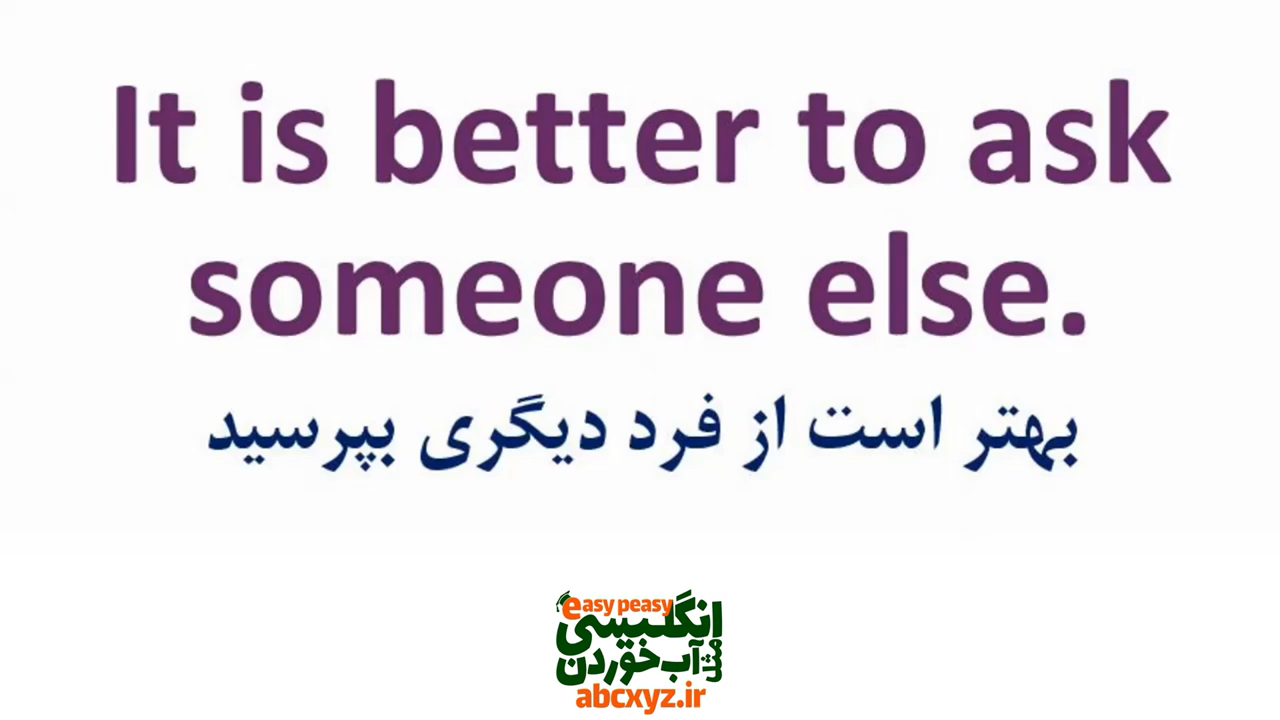 It is better to ask
someone else.
بهتر است از فرد دیگری بپرسید
easy peasy
انگلیسی
مثل آب خوردن
abcxyz.ir